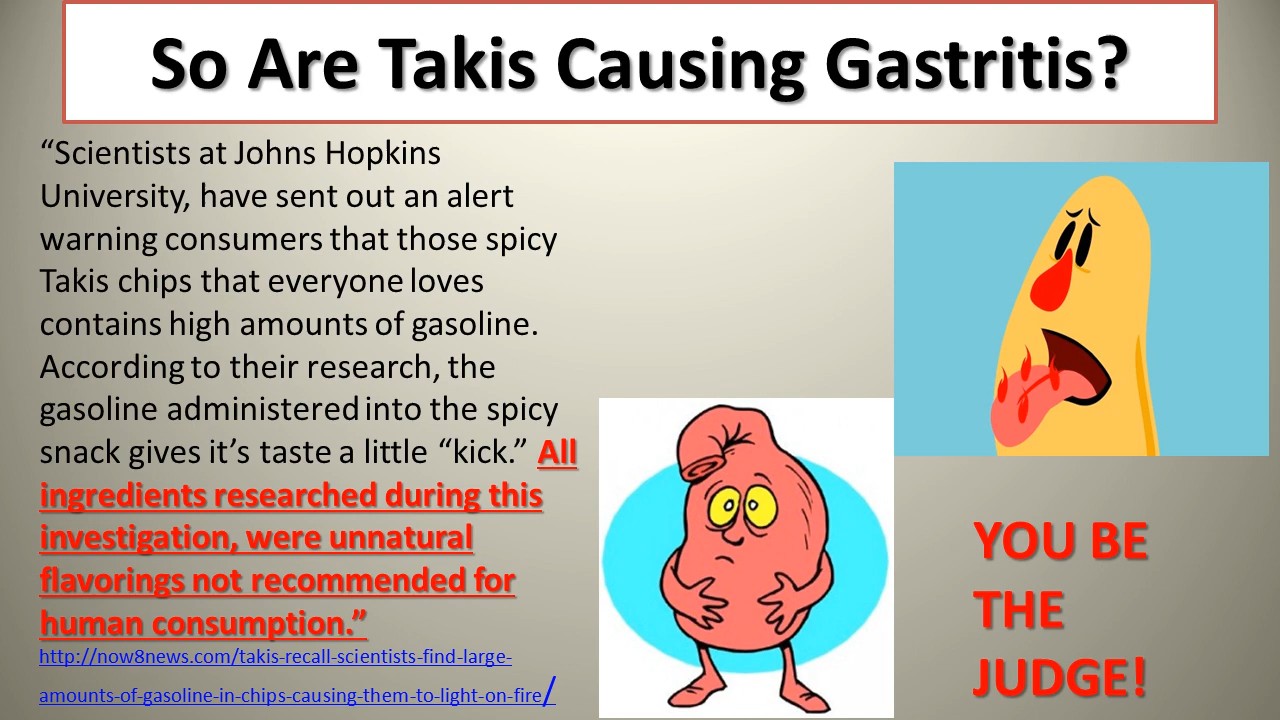 So Are Takis Causing Gastritis?
“Scientists at Johns Hopkins
University, have sent out an alert
warning consumers that those spicy
Takis chips that everyone loves
contains high amounts of gasoline.
According to their research, the
gasoline administered into the spicy
snack gives it’s taste a little “kick.” All
ingredients researched during this
investigation, were unnatural
flavorings not recommended for
human consumption.”
http://now8news.com/takis-recall-scientists-find-large-
amounts-of-gasoline-in-chips-causing-them-to-light-on-fire/
YOU BE
THE
JUDGE!